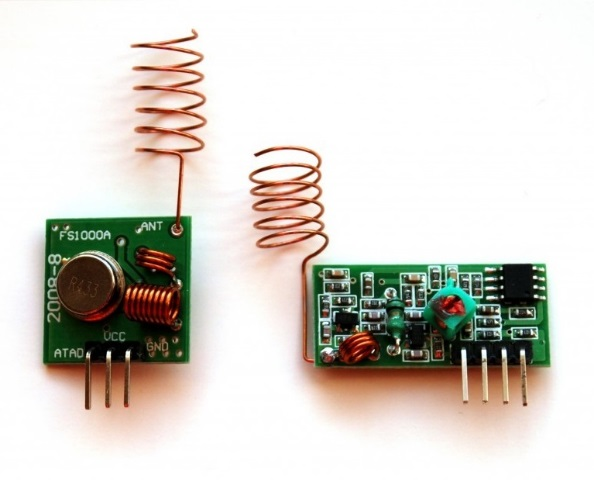 ANT
FS1000A
R433
2008-8
VCC
GND
ATAD